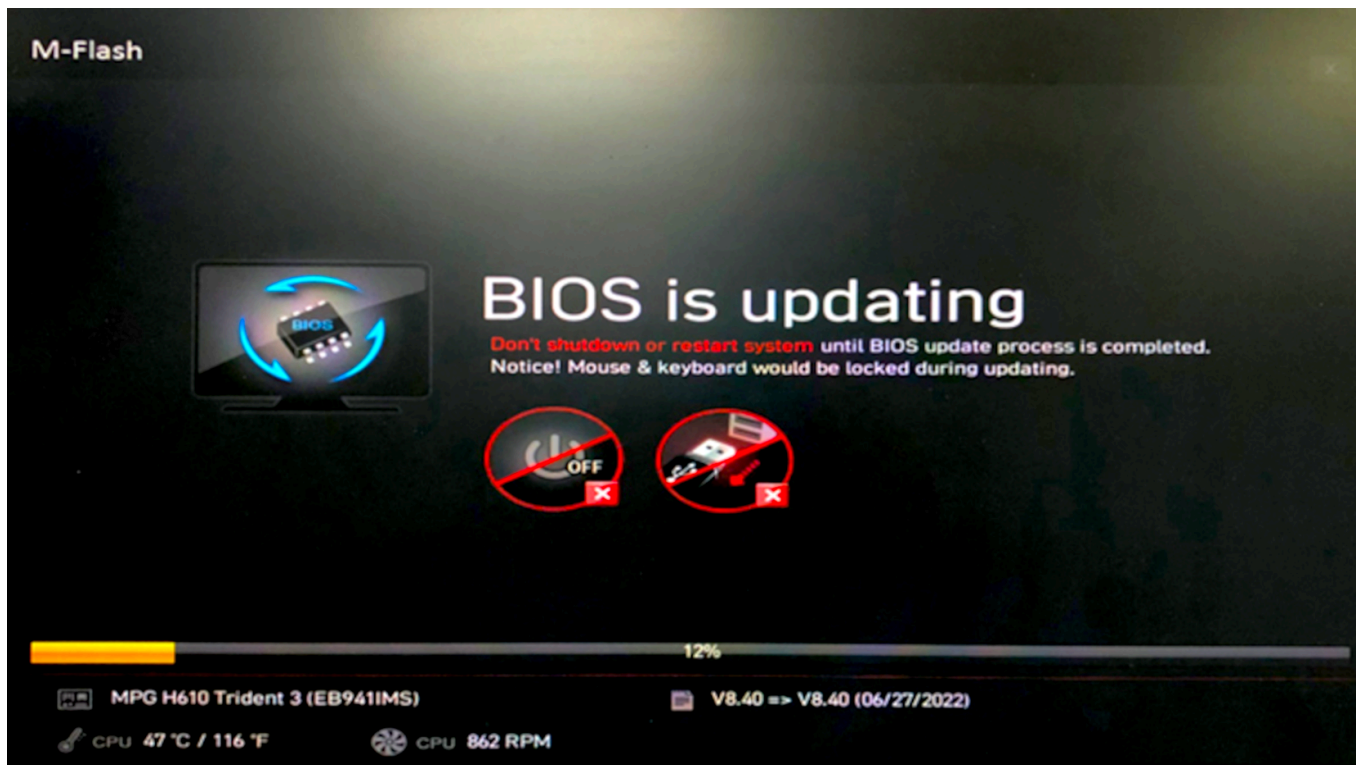 M-Flash
BIOS
BIOS is updating
Don't shutdown or restart system until BIOS update process is completed.
Notice! Mouse & keyboard would be locked during updating.
OFF
12%
MPG H610 Trident 3 (EB941IMS)
V8.40 => V8.40 (06/27/2022)
CPU 47 °C / 116 °F
CPU 862 RPM